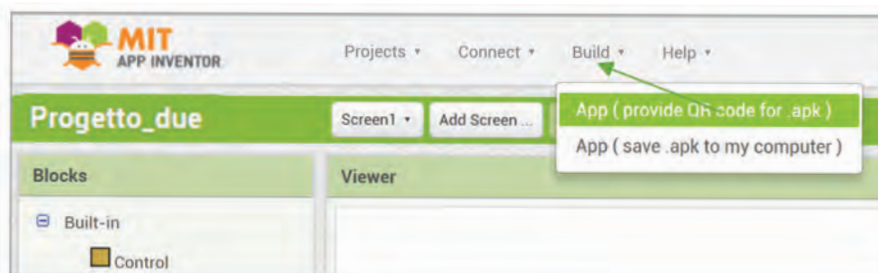 MIT
APP INVENTOR
Projects Connect Build Help
Progetto_due
Screen1 Add Screen ...
App ( provide QR code for .apk )
App ( save .apk to my computer )
Blocks
Viewer
Built-in
Control